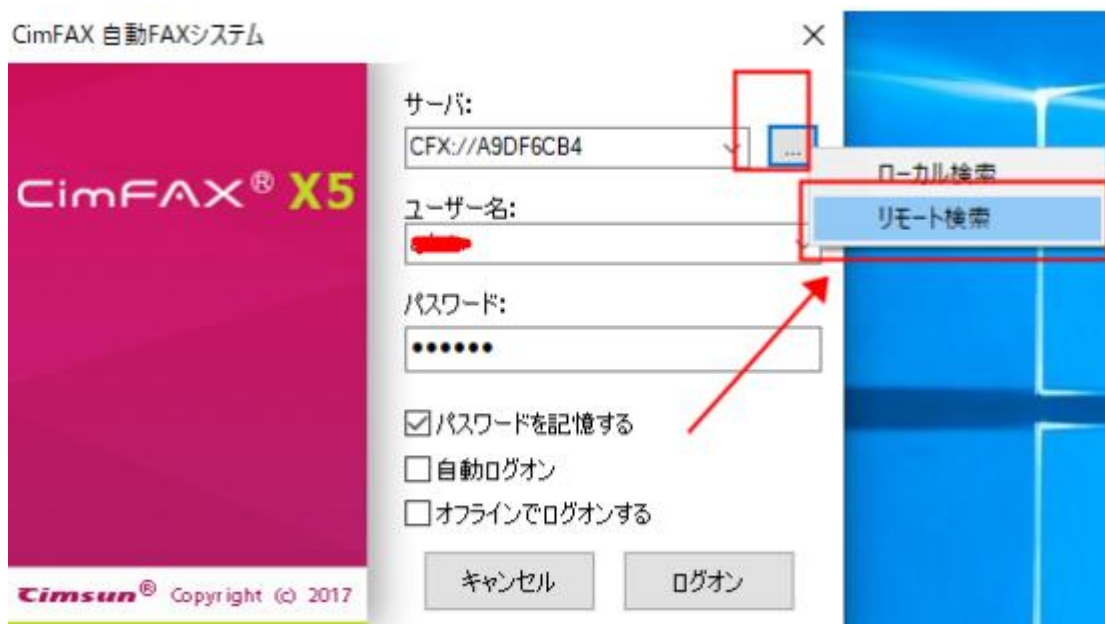 CimFAX 自動FAXシステム
CimFAX® X5
Cimsun® Copyright (c) 2017
サーバ:
CFX://A9DF6CB4
...
ローカル検索
リモート検索
ユーザー名:
パスワード:
••••••
パスワードを記憶する
自動ログオン
オフラインでログオンする
キャンセル
ログオン